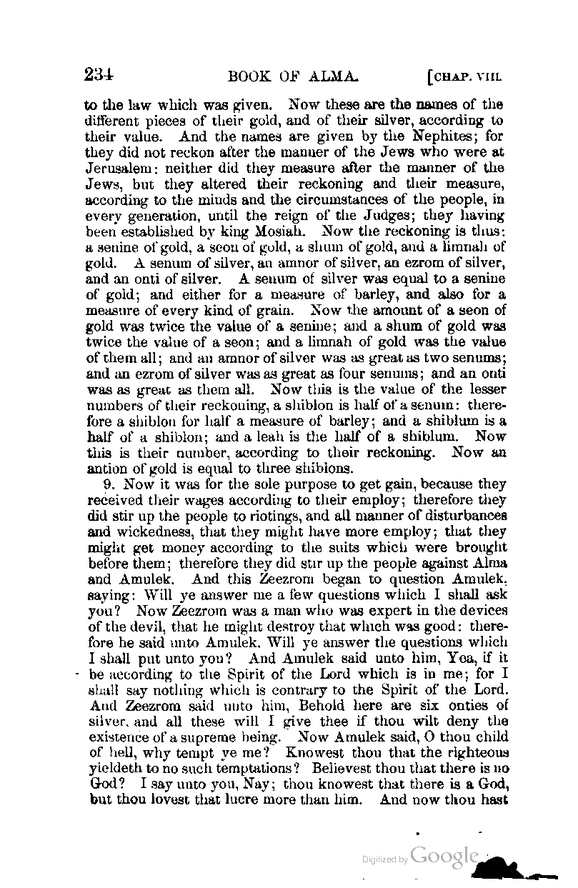 234 BOOK OF ALMA. [CHAP. VIII.
to the law which was given. Now these are the names of the
different pieces of their gold, and of their silver, according to
their value. And the names are given by the Nephites; for
they did not reckon after the manner of the Jews who were at
Jerusalem: neither did they measure after the manner of the
Jews, but they altered their reckoning and their measure,
according to the minds and the circumstances of the people, in
every generation, until the reign of the Judges; they having
been established by king Mosiah. Now the reckoning is thus:
a senine of gold, a seon of gold, a shum of gold, and a limnah of
gold. A senum of silver, an amnor of silver, an ezrom of silver,
and an onti of silver. A senum of silver was equal to a senine
of gold; and either for a measure of barley, and also for a
measure of every kind of grain. Now the amount of a seon of
gold was twice the value of a senine; and a shum of gold was
twice the value of a seon; and a limnah of gold was the value
of them all; and an amnor of silver was as great as two senums;
and an ezrom of silver was as great as four senums; and an onti
was as great as them all. Now this is the value of the lesser
numbers of their reckoning, a shiblon is half of a senum: there-
fore a shiblon for half a measure of barley; and a shiblum is a
half of a shiblon; and a leah is the half of a shiblum. Now
this is their number, according to their reckoning. Now an
antion of gold is equal to three shiblons.
9. Now it was for the sole purpose to get gain, because they
received their wages according to their employ; therefore they
did stir up the people to riotings, and all manner of disturbances
and wickedness, that they might have more employ; that they
might get money according to the suits which were brought
before them; therefore they did stir up the people against Alma
and Amulek. And this Zeezrom began to question Amulek,
saying: Will ye answer me a few questions which I shall ask
you? Now Zeezrom was a man who was expert in the devices
of the devil, that he might destroy that which was good: there-
fore he said unto Amulek, Will ye answer the questions which
I shall put unto you? And Amulek said unto him, Yea, if it
be according to the Spirit of the Lord which is in me; for I
shall say nothing which is contrary to the Spirit of the Lord.
And Zeezrom said unto him, Behold here are six onties of
silver, and all these will I give thee if thou wilt deny the
existence of a supreme being. Now Amulek said, O thou child
of hell, why tempt ye me? Knowest thou that the righteous
yieldeth to no such temptations? Believest thou that there is no
God? I say unto you, Nay; thou knowest that there is a God,
but thou lovest that lucre more than him. And now thou hast
Digitized by Google